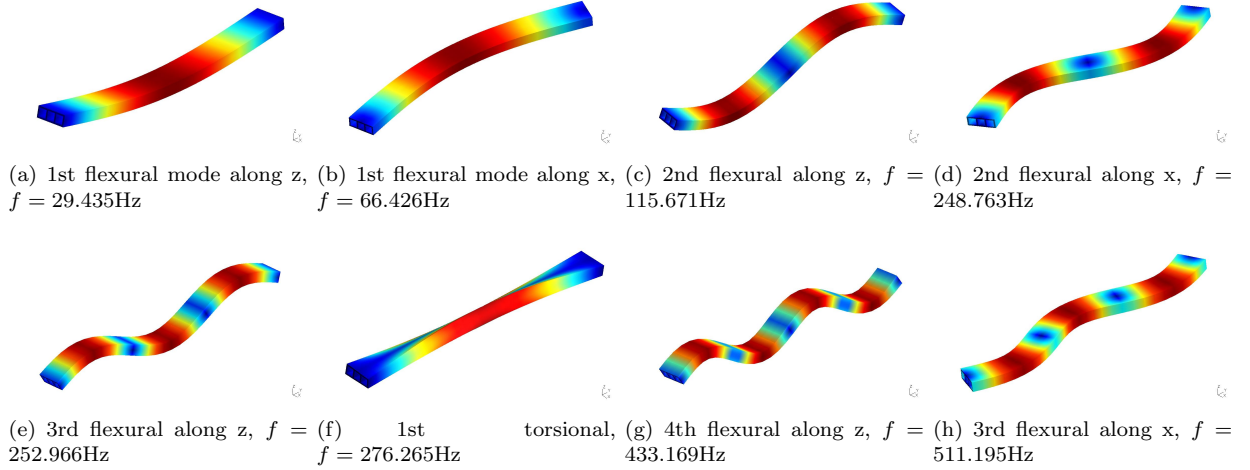 (a) 1st flexural mode along z,
f = 29.435Hz
(b) 1st flexural mode along x,
f = 66.426Hz
(c) 2nd flexural along z, f =
115.671Hz
(d) 2nd flexural along x, f =
248.763Hz
(e) 3rd flexural along z, f =
252.966Hz
(f) 1st torsional,
f = 276.265Hz
(g) 4th flexural along z, f =
433.169Hz
(h) 3rd flexural along x, f =
511.195Hz